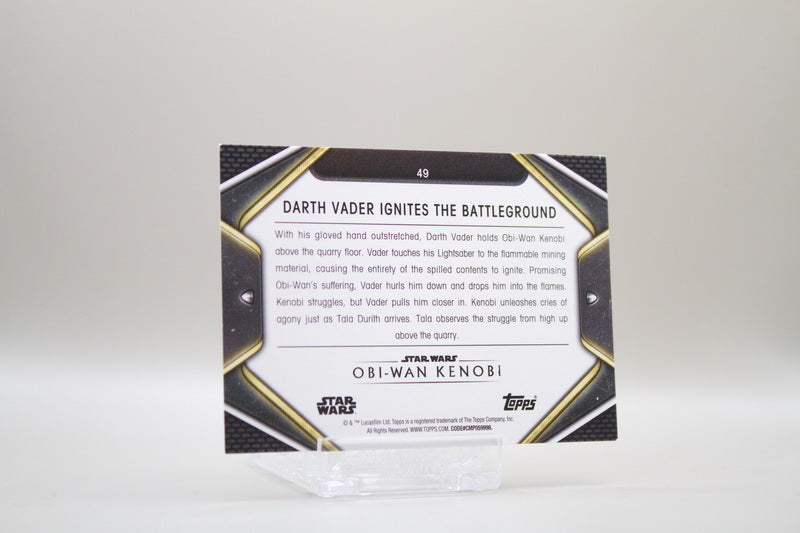 49
DARTH VADER IGNITES THE BATTLEGROUND
With his gloved hand outstretched, Darth Vader holds Obi-Wan Kenobi
above the quarry floor. Vader touches his Lightsaber to the flammable mining
material, causing the entirety of the spilled contents to ignite. Promising
Obi-Wan's suffering, Vader hurls him down and drops him into the flames.
Kenobi struggles, but Vader pulls him closer in. Kenobi unleashes cries of
agony just as Tala Durith arrives. Tala observes the struggle from high up
above the quarry.
STAR WARS
OBI-WAN KENOBI
STAR
WARS
Topps
© & ™ Lucasfilm Ltd. Topps is a registered trademark of The Topps Company, Inc.
All Rights Reserved. WWW.TOPPS.COM. CODE#CMP059998.